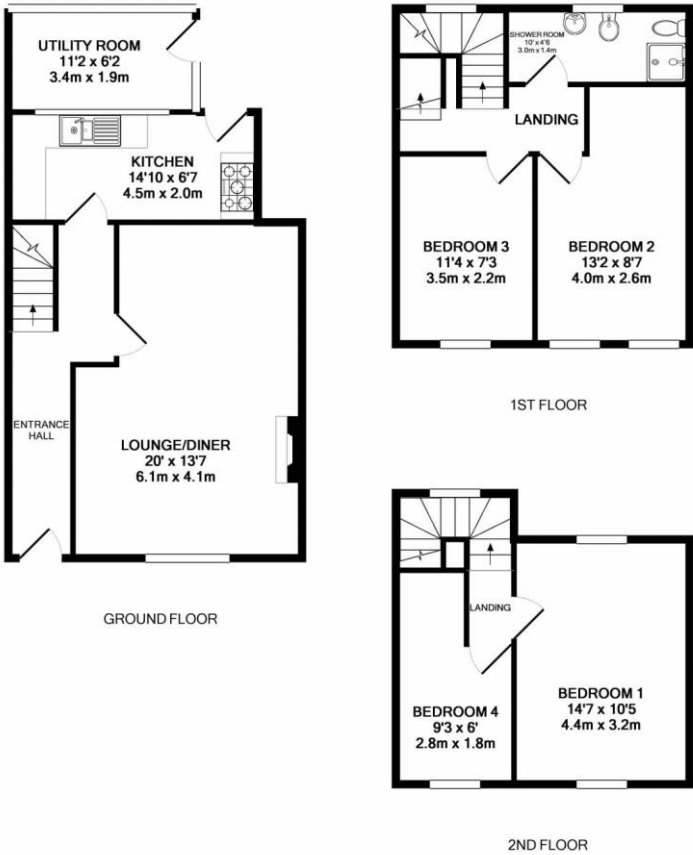 UTILITY ROOM
11'2 x 6'2
3.4m x 1.9m
KITCHEN
14'10 x 6'7
4.5m x 2.0m
ENTRANCE
HALL
LOUNGE/DINER
20' x 13'7
6.1m x 4.1m
GROUND FLOOR
SHOWER ROOM
10' x 4'6
3.0m x 1.4m
LANDING
BEDROOM 3
11'4 x 7'3
3.5m x 2.2m
BEDROOM 2
13'2 x 8'7
4.0m x 2.6m
1ST FLOOR
LANDING
BEDROOM 4
9'3 x 6'
2.8m x 1.8m
BEDROOM 1
14'7 x 10'5
4.4m x 3.2m
2ND FLOOR